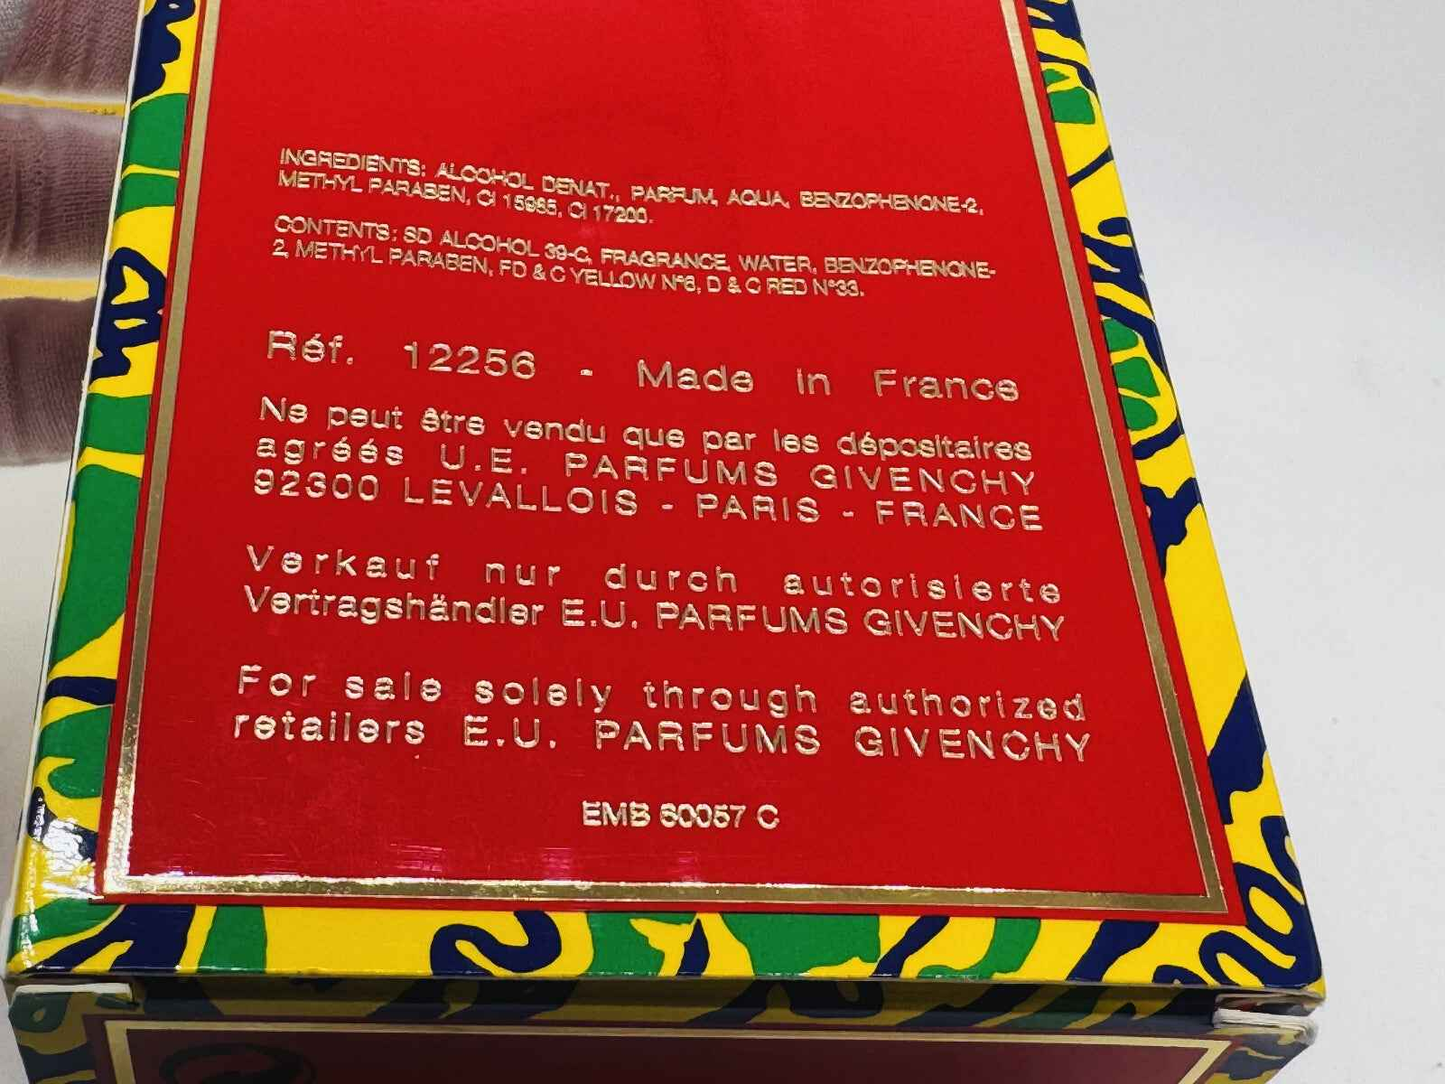 INGREDIENTS: ALCOHOL DENAT., PARFUM, AQUA, BENZOPHENONE-2,
METHYL PARABEN, CI 15985, CI 17200.
CONTENTS: SD ALCOHOL 39-C, FRAGRANCE, WATER, BENZOPHENONE-
2, METHYL PARABEN, FD & C YELLOW N°6, D & C RED N°33.
Réf. 12256 - Made in France
Ne peut être vendu que par les dépositaires
agréés U.E. PARFUMS GIVENCHY
92300 LEVALLOIS - PARIS - FRANCE
Verkauf nur durch autorisierte
Vertragshändler E.U. PARFUMS GIVENCHY
For sale solely through authorized
retailers E.U. PARFUMS GIVENCHY
EMB 60057 C